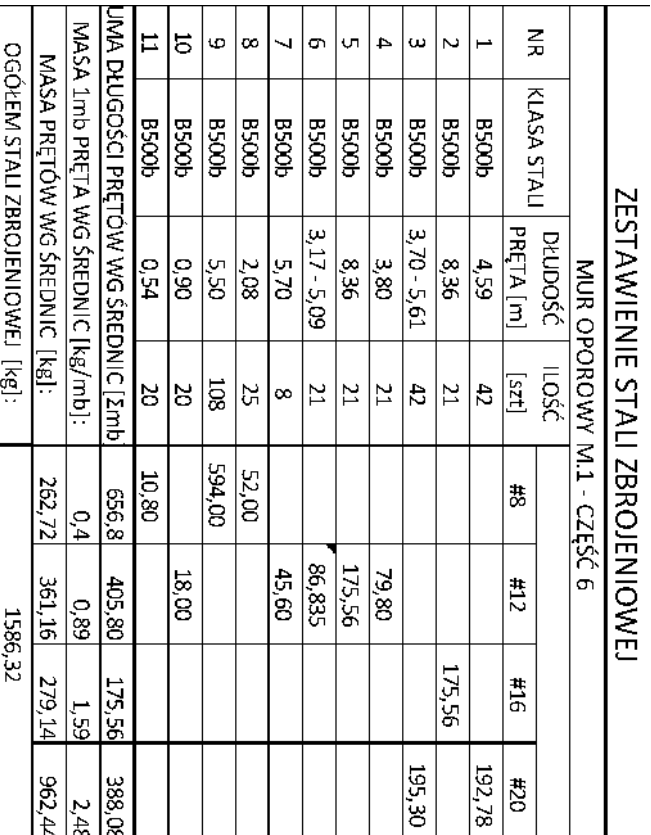 ZESTAWIENIE STALI ZBROJENIOWEJ
MUR OPOROWY M.1 - CZĘŚĆ 6
NR KLASA STALI DŁUDOŚĆ PRĘTA [m] ILOŚĆ [szt] #8 #12 #16 #20
1 B500b 4,59 42 192,78
2 B500b 8,36 21 175,56
3 B500b 3,70 - 5,61 42 195,30
4 B500b 3,80 21 79,80
5 B500b 8,36 21 175,56
6 B500b 3,17 - 5,09 21 86,835
7 B500b 5,70 8 45,60
8 B500b 2,08 25 52,00
9 B500b 5,50 108 594,00
10 B500b 0,90 20 18,00
11 B500b 0,54 20 10,80
UMA DŁUGOŚCI PRĘTÓW WG ŚREDNIC [Σmb 656,8 405,80 175,56 388,08
MASA 1mb PRĘTA WG ŚREDNIC [kg/mb]: 0,4 0,89 1,59 2,48
MASA PRĘTÓW WG ŚREDNIC [kg]: 262,72 361,16 279,14 962,44
OGÓŁEM STALI ZBROJENIOWEJ [kg]: 1586,32